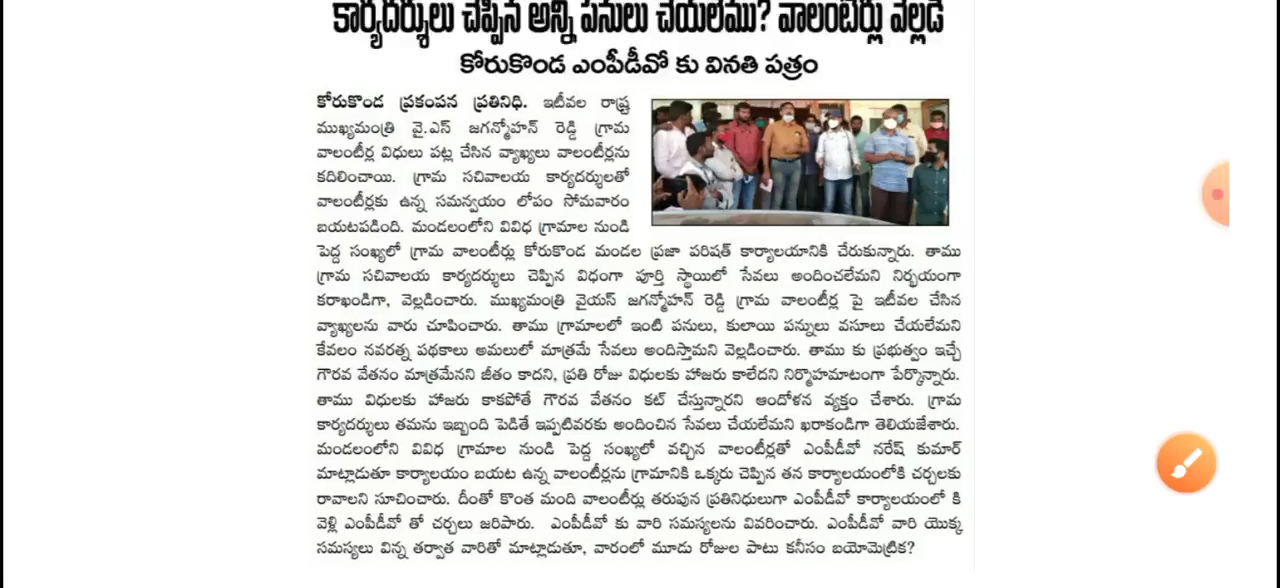 కార్యదర్శులు చెప్పిన అన్ని పనులు చేయలేము? వాలంటీర్లు వెల్లడి
కోరుకొండ ఎంపీడీవో కు వినతి పత్రం
కోరుకొండ ప్రకంపన ప్రతినిధి. ఇటీవల రాష్ట్ర
ముఖ్యమంత్రి వై.ఎస్ జగన్మోహన్ రెడ్డి గ్రామ
వాలంటీర్ల విధులు పట్ల చేసిన వ్యాఖ్యలు వాలంటీర్లను
కదిలించాయి. గ్రామ సచివాలయ కార్యదర్శులతో
వాలంటీర్లకు ఉన్న సమన్వయం లోపం సోమవారం
బయటపడింది. మండలంలోని వివిధ గ్రామాల నుండి
పెద్ద సంఖ్యలో గ్రామ వాలంటీర్లు కోరుకొండ మండల ప్రజా పరిషత్ కార్యాలయానికి చేరుకున్నారు. తాము
గ్రామ సచివాలయ కార్యదర్శులు చెప్పిన విధంగా పూర్తి స్థాయిలో సేవలు అందించలేమని నిర్భయంగా
కరాఖండిగా, వెల్లడించారు. ముఖ్యమంత్రి వైయస్ జగన్మోహన్ రెడ్డి గ్రామ వాలంటీర్ల పై ఇటీవల చేసిన
వ్యాఖ్యలను వారు చూపించారు. తాము గ్రామాలలో ఇంటి పనులు, కులాయి పన్నులు వసూలు చేయలేమని
కేవలం నవరత్న పథకాలు అమలులో మాత్రమే సేవలు అందిస్తామని వెల్లడించారు. తాము కు ప్రభుత్వం ఇచ్చే
గౌరవ వేతనం మాత్రమేనని జీతం కాదని, ప్రతి రోజు విధులకు హాజరు కాలేదని నిర్మొహమాటంగా పేర్కొన్నారు.
తాము విధులకు హాజరు కాకపోతే గౌరవ వేతనం కట్ చేస్తున్నారని ఆందోళన వ్యక్తం చేశారు. గ్రామ
కార్యదర్శులు తమను ఇబ్బంది పెడితే ఇప్పటివరకు అందించిన సేవలు చేయలేమని ఖరాకండిగా తెలియజేశారు.
మండలంలోని వివిధ గ్రామాల నుండి పెద్ద సంఖ్యలో వచ్చిన వాలంటీర్లతో ఎంపీడీవో నరేష్ కుమార్
మాట్లాడుతూ కార్యాలయం బయట ఉన్న వాలంటీర్లను గ్రామానికి ఒక్కరు చెప్పిన తన కార్యాలయంలోకి చర్చలకు
రావాలని సూచించారు. దీంతో కొంత మంది వాలంటీర్లు తరుపున ప్రతినిధులుగా ఎంపీడీవో కార్యాలయంలో కి
వెళ్లి ఎంపీడీవో తో చర్చలు జరిపారు. ఎంపీడీవో కు వారి సమస్యలను వివరించారు. ఎంపీడీవో వారి యొక్క
సమస్యలు విన్న తర్వాత వారితో మాట్లాడుతూ, వారంలో మూడు రోజుల పాటు కనీసం బయోమెట్రిక?